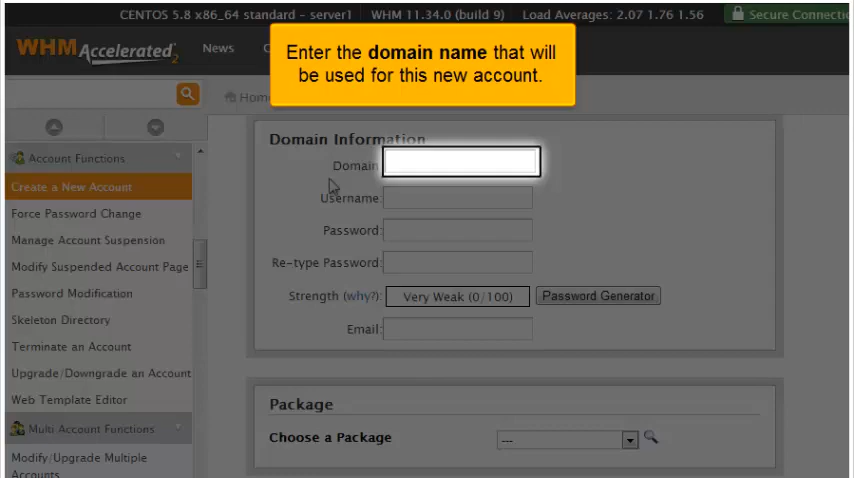 CENTOS 5.8 x86_64 standard - server1 WHM 11.34.0 (build 9) Load Averages: 2.07 1.76 1.56 Secure Connectio
WHM Accelerated2 News
Enter the domain name that will
be used for this new account.
Home
Domain Information
Domain
Username:
Password:
Re-type Password:
Strength (why?): Very Weak (0/100) Password Generator
Email:
Package
Choose a Package ---
Account Functions
Create a New Account
Force Password Change
Manage Account Suspension
Modify Suspended Account Page
Password Modification
Skeleton Directory
Terminate an Account
Upgrade/Downgrade an Account
Web Template Editor
Multi Account Functions
Modify/Upgrade Multiple
Accounts